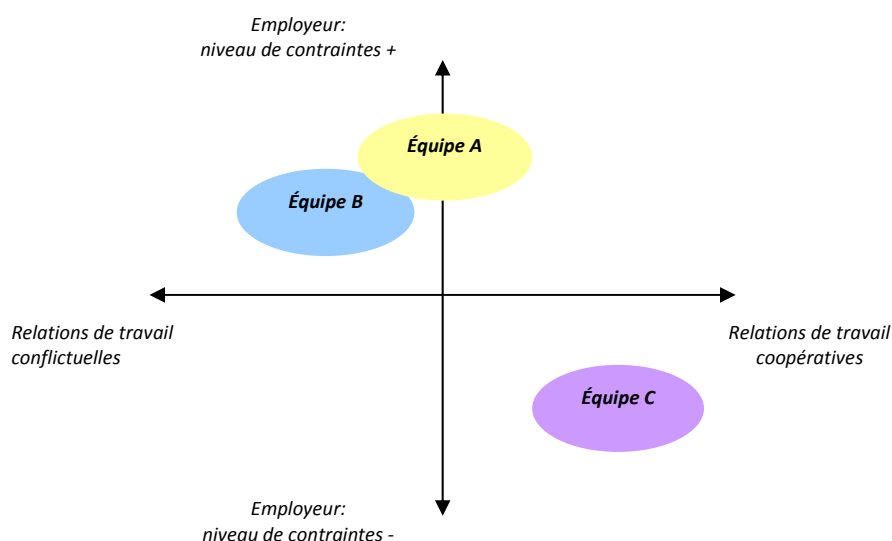 Employeur:
niveau de contraintes +
Équipe A
Équipe B
Relations de travail
conflictuelles
Relations de travail
coopératives
Équipe C
Employeur:
niveau de contraintes -